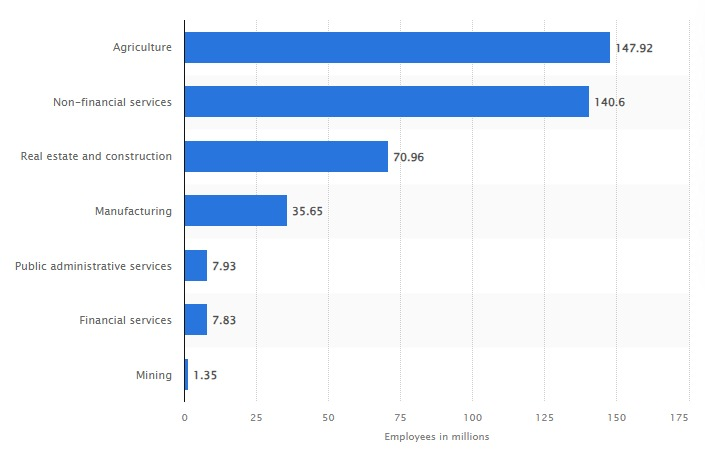 Agriculture 147.92
Non-financial services 140.6
Real estate and construction 70.96
Manufacturing 35.65
Public administrative services 7.93
Financial services 7.83
Mining 1.35
0 25 50 75 100 125 150 175
Employees in millions